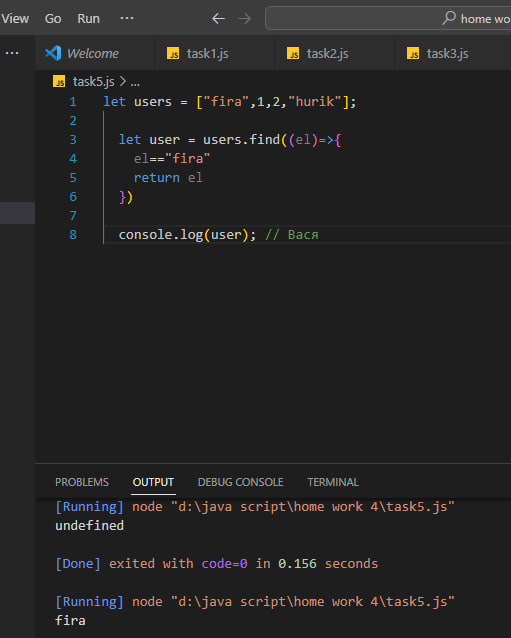 View Go Run ··· ← → home wo
··· Welcome JS task1.js JS task2.js JS task3.js
JS task5.js > ...
1 let users = ["fira",1,2,"hurik"];
2
3 let user = users.find((el)=>{
4 el=="fira"
5 return el
6 })
7
8 console.log(user); // Вася
PROBLEMS OUTPUT DEBUG CONSOLE TERMINAL
[Running] node "d:\java script\home work 4\task5.js"
undefined
[Done] exited with code=0 in 0.156 seconds
[Running] node "d:\java script\home work 4\task5.js"
fira